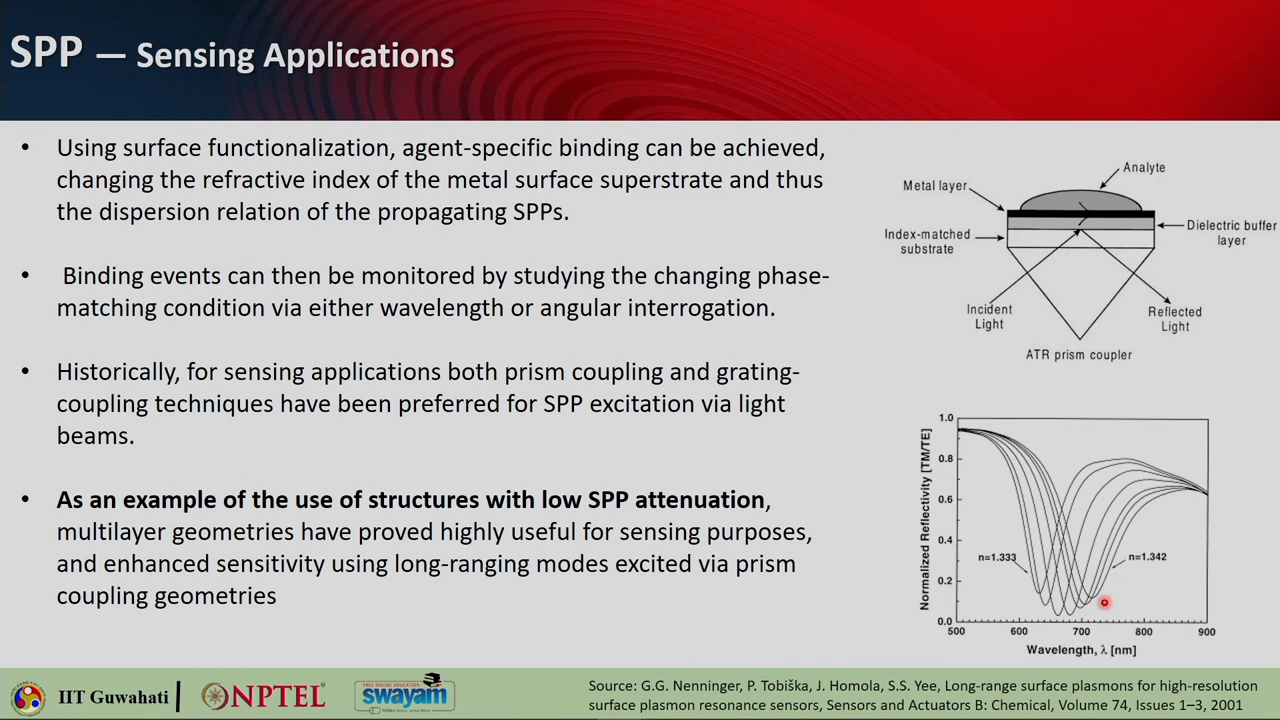 SPP — Sensing Applications
• Using surface functionalization, agent-specific binding can be achieved,
changing the refractive index of the metal surface superstrate and thus
the dispersion relation of the propagating SPPs.
• Binding events can then be monitored by studying the changing phase-
matching condition via either wavelength or angular interrogation.
• Historically, for sensing applications both prism coupling and grating-
coupling techniques have been preferred for SPP excitation via light
beams.
• As an example of the use of structures with low SPP attenuation,
multilayer geometries have proved highly useful for sensing purposes,
and enhanced sensitivity using long-ranging modes excited via prism
coupling geometries
Analyte
Metal layer
Dielectric buffer
layer
Index-matched
substrate
Incident
Light
Reflected
Light
ATR prism coupler
Normalized Reflectivity [TM/TE]
1.0
0.8
0.6
0.4
0.2
0.0
n=1.333
n=1.342
500 600 700 800 900
Wavelength, λ [nm]
IIT Guwahati
NPTEL
FREE ONLINE EDUCATION
swayam
Source: G.G. Nenninger, P. Tobiška, J. Homola, S.S. Yee, Long-range surface plasmons for high-resolution
surface plasmon resonance sensors, Sensors and Actuators B: Chemical, Volume 74, Issues 1–3, 2001